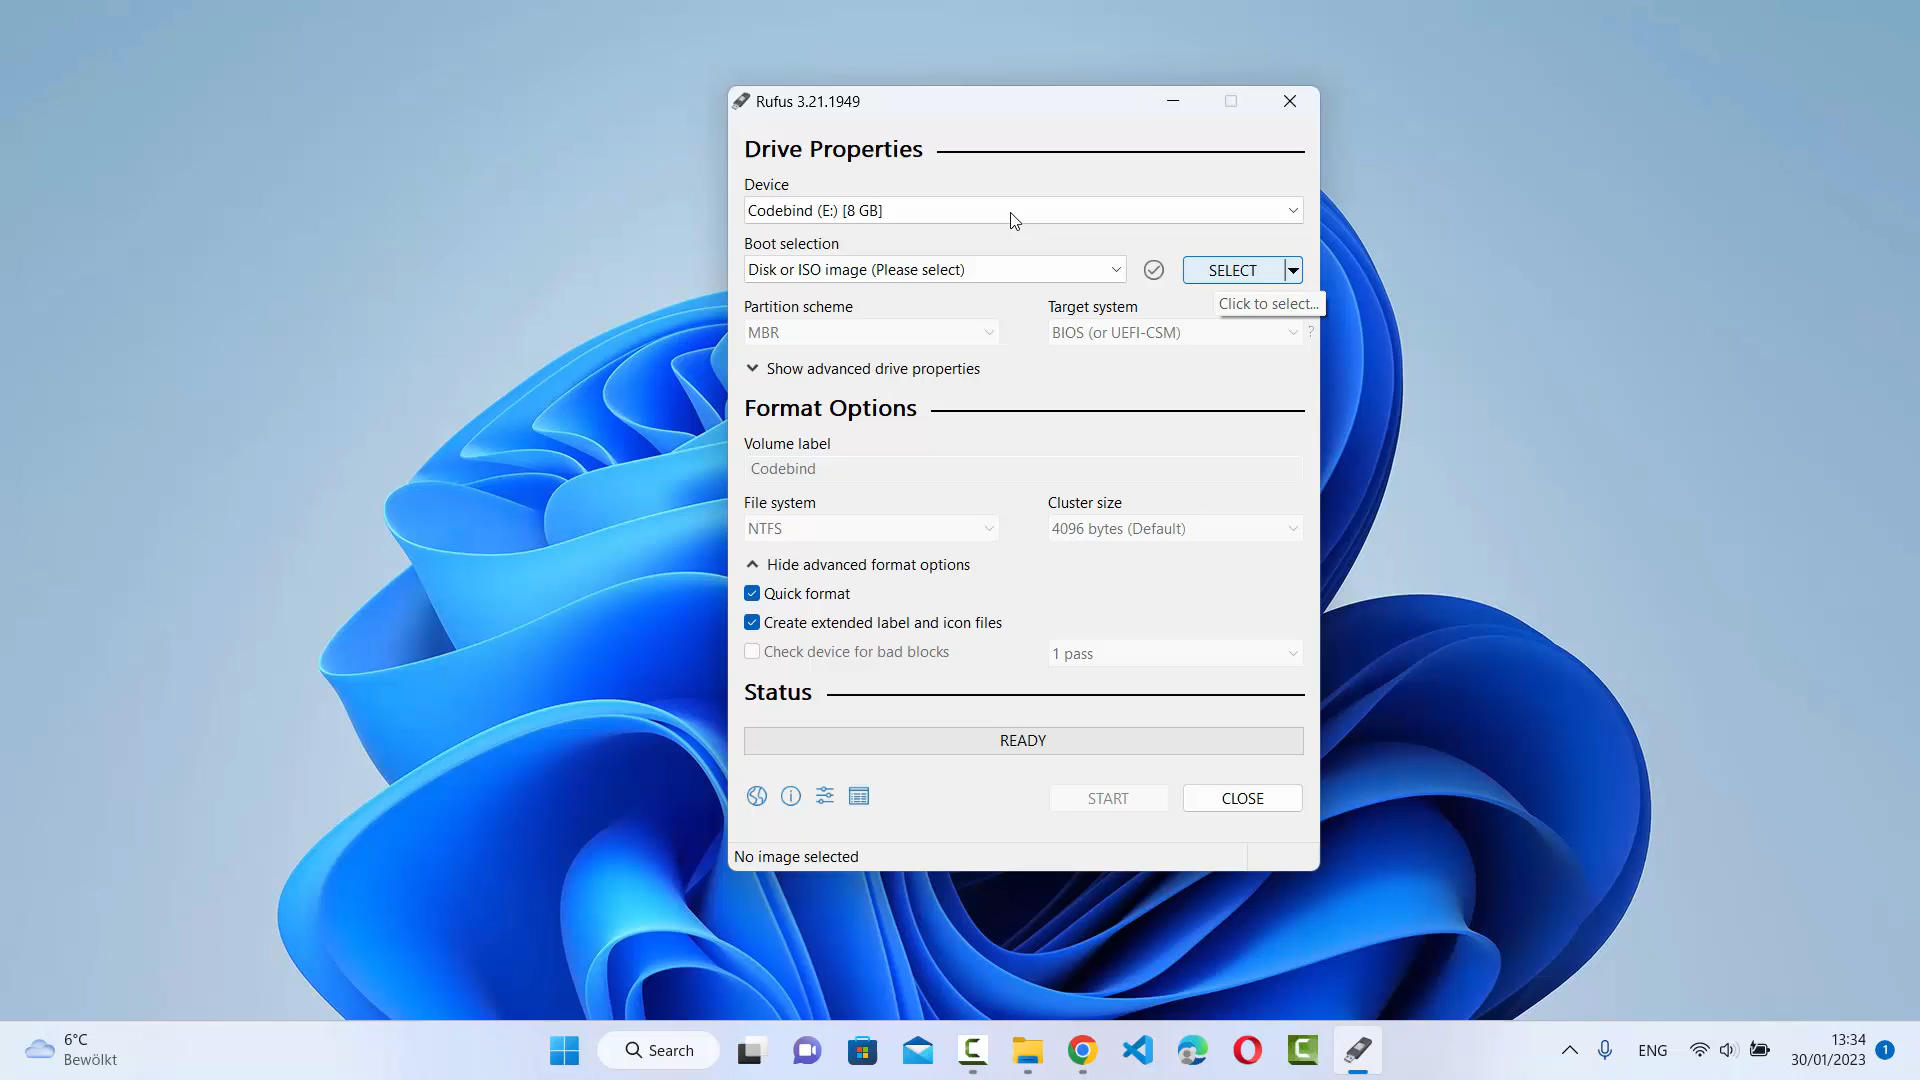 Rufus 3.21.1949
Drive Properties
Device
Codebind (E:) [8 GB]
Boot selection
Disk or ISO image (Please select)
SELECT
Click to select...
Partition scheme
Target system
MBR
BIOS (or UEFI-CSM)
?
Show advanced drive properties
Format Options
Volume label
Codebind
File system
Cluster size
NTFS
4096 bytes (Default)
Hide advanced format options
Quick format
Create extended label and icon files
Check device for bad blocks
1 pass
Status
READY
START
CLOSE
No image selected
6°C
Bewölkt
Search
ENG
13:34
30/01/2023
1